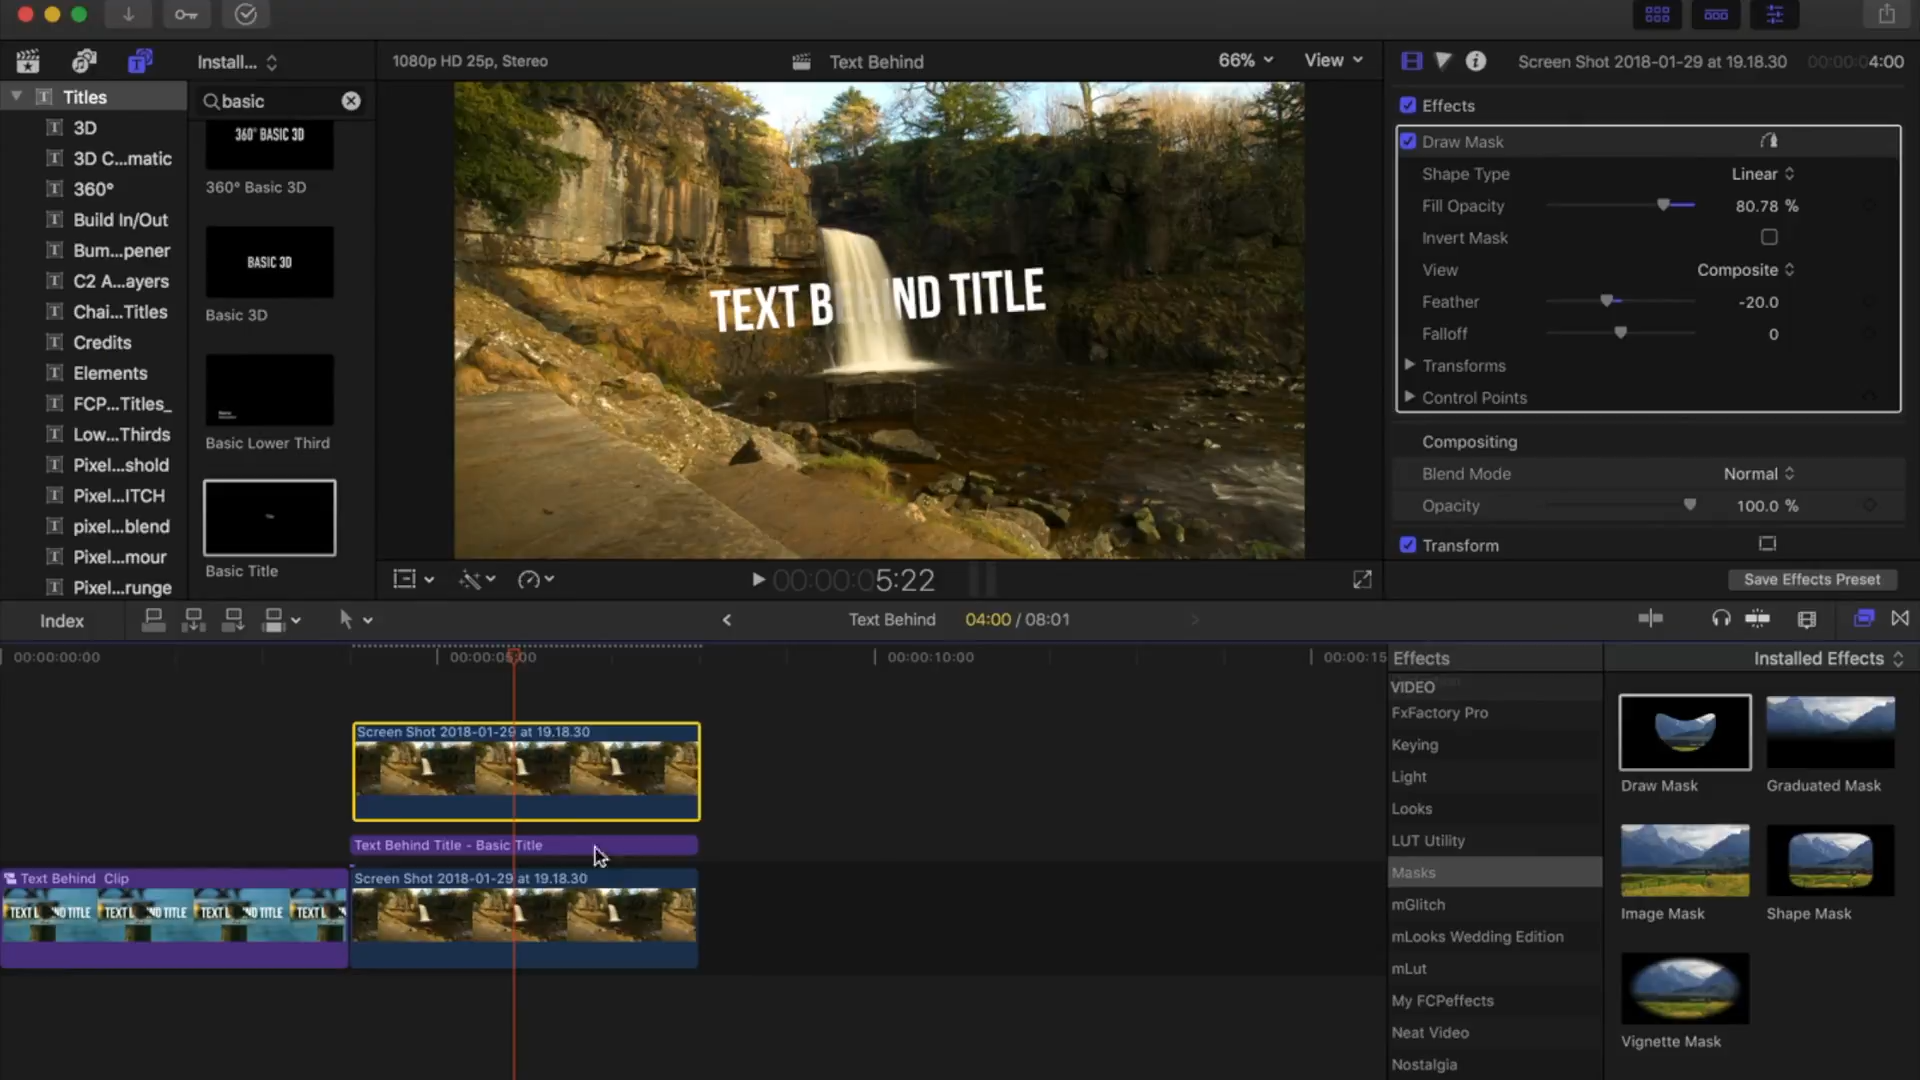 Install...
1080p HD 25p, Stereo
Text Behind
66%
View
Screen Shot 2018-01-29 at 19.18.30
00:00:04:00
Titles
basic
3D
3D C...matic
360°
Build In/Out
Bum...pener
C2 A...ayers
Chai...Titles
Credits
Elements
FCP...Titles_
Low...Thirds
Pixel...shold
Pixel...ITCH
pixel...blend
Pixel...mour
Pixel...runge
360° BASIC 3D
360° Basic 3D
BASIC 3D
Basic 3D
Basic Lower Third
Title
Basic Title
TEXT BEHIND TITLE
Effects
Draw Mask
Shape Type
Linear
Fill Opacity
80.78 %
Invert Mask
View
Composite
Feather
-20.0
Falloff
0
Transforms
Control Points
Compositing
Blend Mode
Normal
Opacity
100.0 %
Transform
Save Effects Preset
00:00:05:22
Index
Text Behind
04:00 / 08:01
00:00:00:00
00:00:05:00
00:00:10:00
00:00:15
Screen Shot 2018-01-29 at 19.18.30
Text Behind Title - Basic Title
Text Behind Clip
Screen Shot 2018-01-29 at 19.18.30
Effects
Installed Effects
VIDEO
FxFactory Pro
Keying
Light
Looks
LUT Utility
Masks
mGlitch
mLooks Wedding Edition
mLut
My FCPeffects
Neat Video
Nostalgia
Draw Mask
Graduated Mask
Image Mask
Shape Mask
Vignette Mask